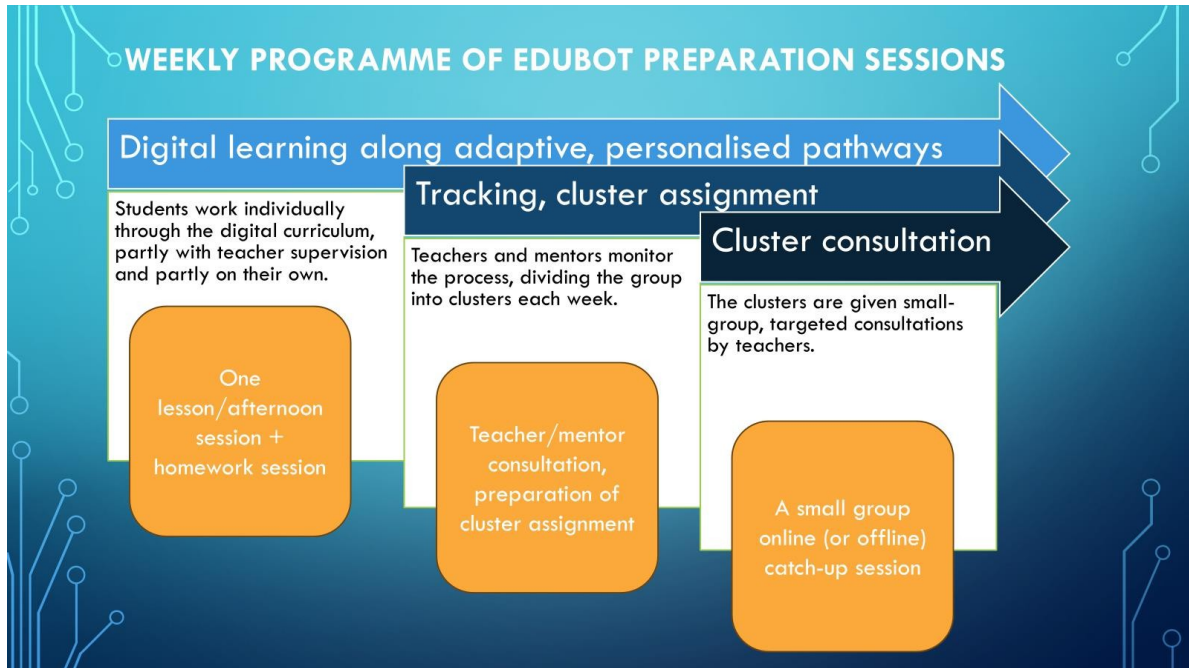 WEEKLY PROGRAMME OF EDUBOT PREPARATION SESSIONS
Digital learning along adaptive, personalised pathways
Students work individually
through the digital curriculum,
partly with teacher supervision
and partly on their own.
One
lesson/afternoon
session +
homework session
Tracking, cluster assignment
Teachers and mentors monitor
the process, dividing the group
into clusters each week.
Teacher/mentor
consultation,
preparation of
cluster assignment
Cluster consultation
The clusters are given small-
group, targeted consultations
by teachers.
A small group
online (or offline)
catch-up session